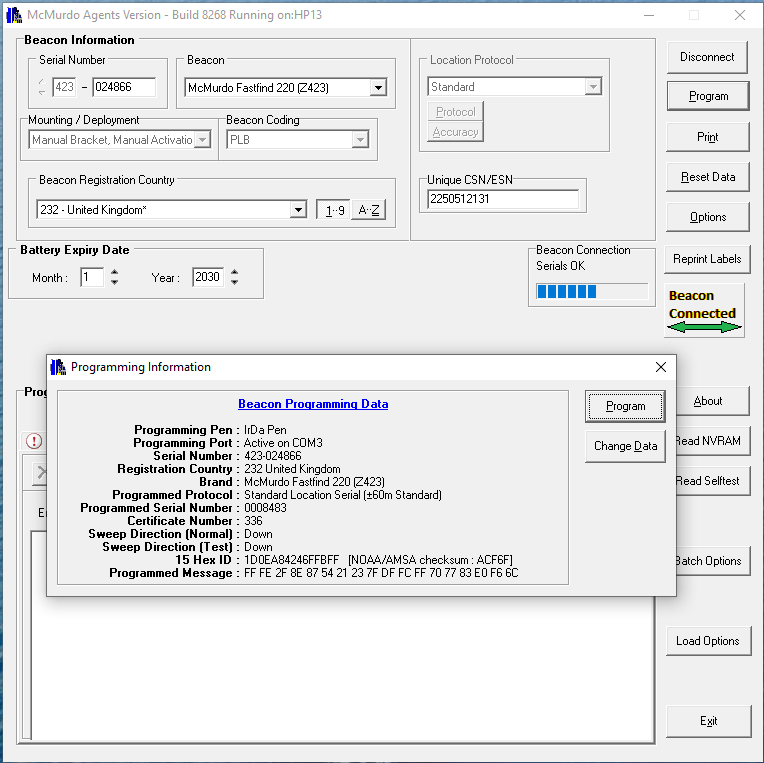 McMurdo Agents Version - Build 8268 Running on:HP13
Beacon Information
Serial Number
423 - 024866
Beacon
McMurdo Fastfind 220 (Z423)
Location Protocol
Standard
Protocol
Accuracy
Mounting / Deployment
Manual Bracket, Manual Activatio
Beacon Coding
PLB
Beacon Registration Country
232 - United Kingdom*
1··9
A··Z
Unique CSN/ESN
2250512131
Battery Expiry Date
Month : 1
Year : 2030
Beacon Connection
Serials OK
Disconnect
Program
Print
Reset Data
Options
Reprint Labels
Beacon
Connected
About
Read NVRAM
Read Selftest
Batch Options
Load Options
Exit
Programming Information
Beacon Programming Data
Programming Pen : IrDa Pen
Programming Port : Active on COM3
Serial Number : 423-024866
Registration Country : 232 United Kingdom
Brand : McMurdo Fastfind 220 (Z423)
Programmed Protocol : Standard Location Serial (±60m Standard)
Programmed Serial Number : 0008483
Certificate Number : 336
Sweep Direction (Normal) : Down
Sweep Direction (Test) : Down
15 Hex ID : 1D0EA84246FFBFF [NOAA/AMSA checksum : ACF6F]
Programmed Message : FF FE 2F 8E 87 54 21 23 7F DF FC FF 70 77 83 E0 F6 6C
Program
Change Data